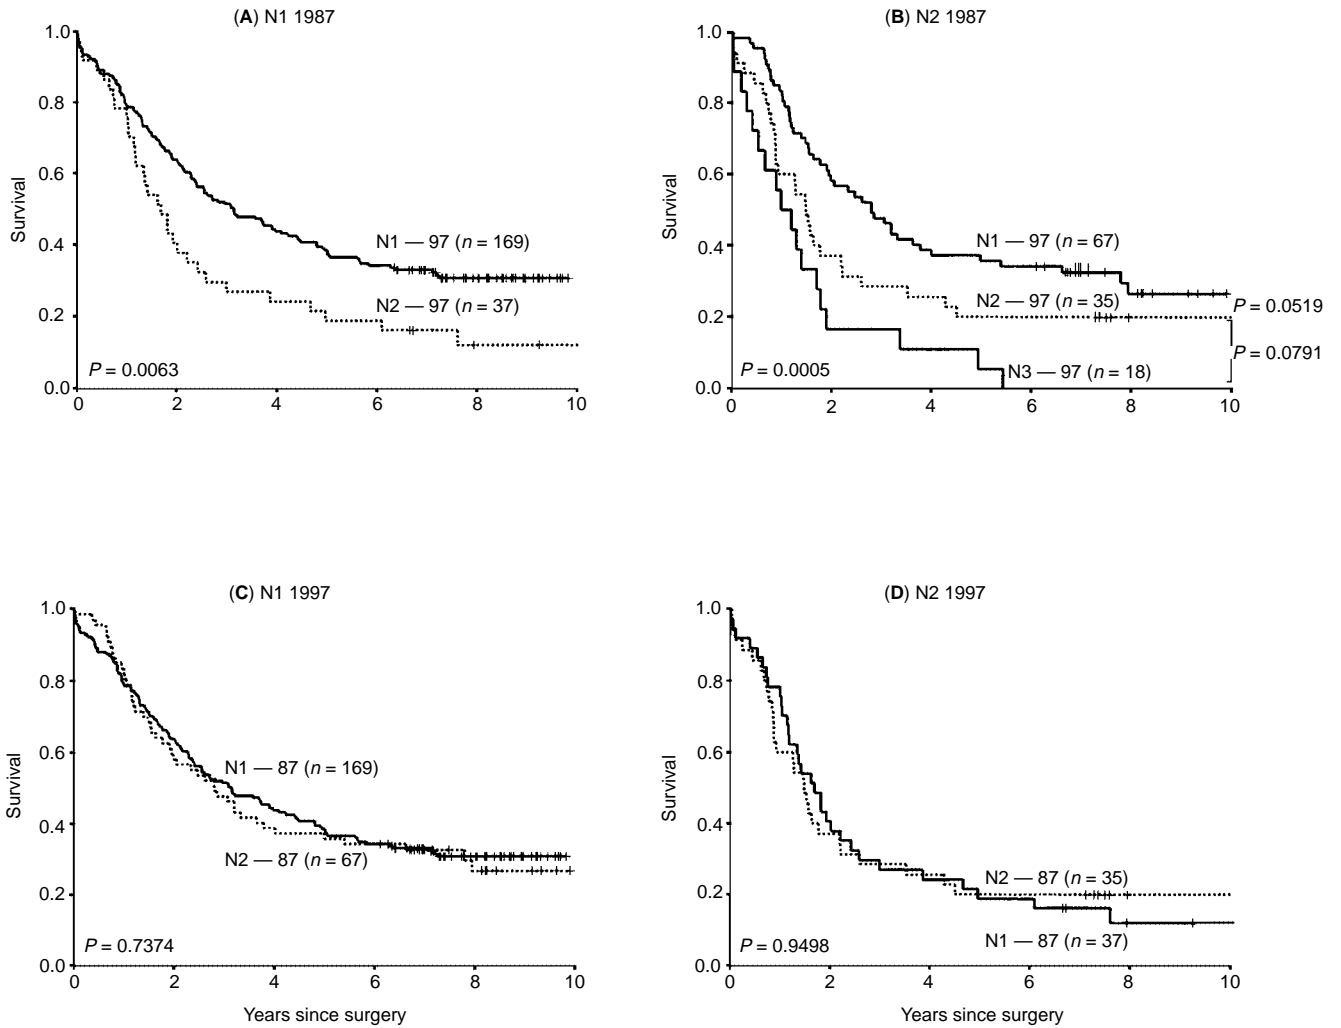 (A) N1 1987
1.0
0.8
0.6
0.4
0.2
0.0
Survival
N1 — 97 (n = 169)
N2 — 97 (n = 37)
P = 0.0063
0 2 4 6 8 10
(B) N2 1987
1.0
0.8
0.6
0.4
0.2
0.0
Survival
N1 — 97 (n = 67)
N2 — 97 (n = 35)
P = 0.0519
P = 0.0791
P = 0.0005
N3 — 97 (n = 18)
0 2 4 6 8 10
(C) N1 1997
1.0
0.8
0.6
0.4
0.2
0.0
Survival
N1 — 87 (n = 169)
N2 — 87 (n = 67)
P = 0.7374
0 2 4 6 8 10
Years since surgery
(D) N2 1997
1.0
0.8
0.6
0.4
0.2
0.0
Survival
N2 — 87 (n = 35)
N1 — 87 (n = 37)
P = 0.9498
0 2 4 6 8 10
Years since surgery